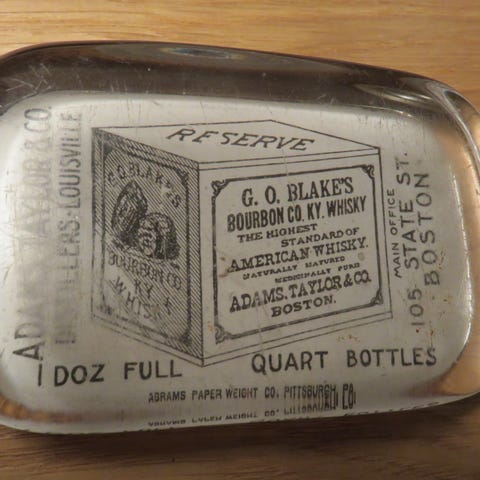 TAYLOR & CO.
LOUISVILLE
RESERVE
G.O. BLAKE'S
BOURBON CO.
KY.
WHISKY
G. O. BLAKE'S
BOURBON CO. KY. WHISKY
THE HIGHEST
STANDARD OF
AMERICAN WHISKY.
NATURALLY MATURED
MEDICINALLY PURE
ADAMS, TAYLOR & CO.
BOSTON.
MAIN OFFICE
·105 STATE ST.
BOSTON
1 DOZ FULL QUART BOTTLES
ABRAMS PAPER WEIGHT CO. PITTSBURGH, PA.